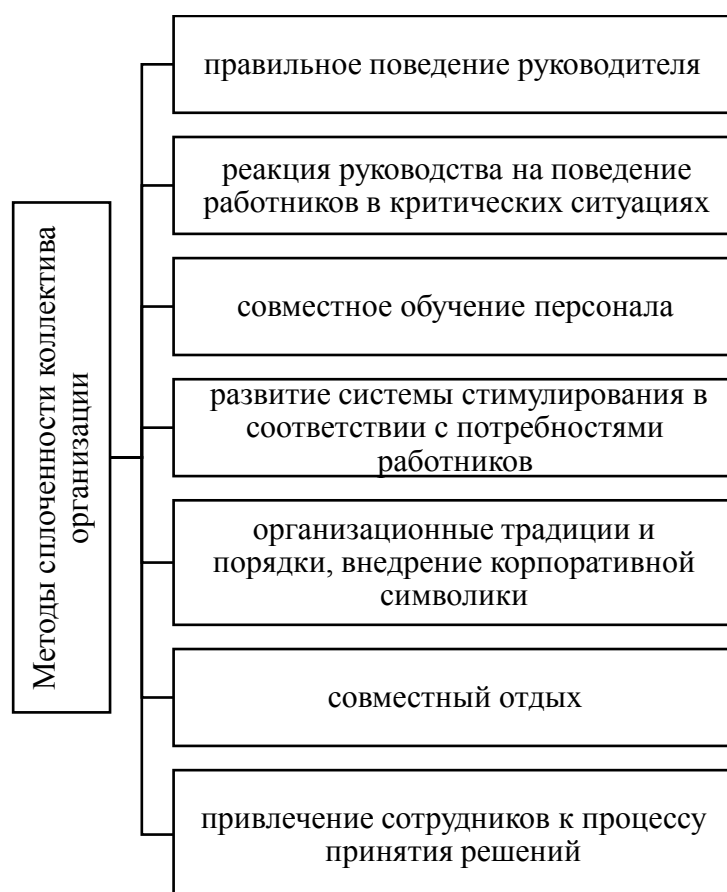 Методы сплоченности коллектива
организации
правильное поведение руководителя
реакция руководства на поведение
работников в критических ситуациях
совместное обучение персонала
развитие системы стимулирования в
соответствии с потребностями
работников
организационные традиции и
порядки, внедрение корпоративной
символики
совместный отдых
привлечение сотрудников к процессу
принятия решений